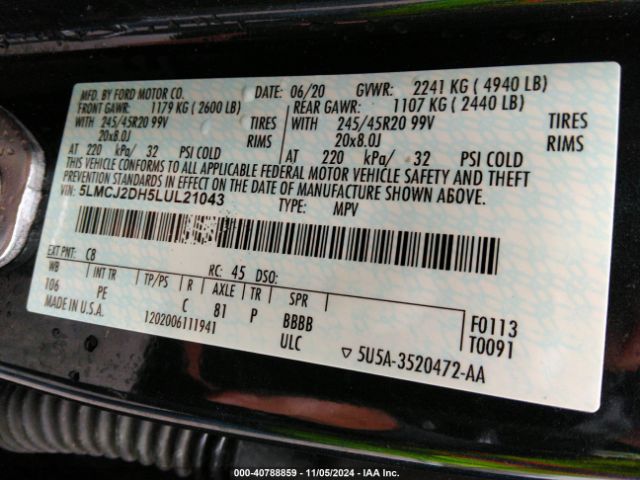 MFD. BY FORD MOTOR CO. DATE: 06/20 GVWR: 2241 KG ( 4940 LB)
FRONT GAWR: 1179 KG ( 2600 LB) REAR GAWR: 1107 KG ( 2440 LB)
WITH 245/45R20 99V TIRES WITH 245/45R20 99V TIRES
20x8.0J RIMS 20x8.0J RIMS
AT 220 kPa/ 32 PSI COLD AT 220 kPa/ 32 PSI COLD
THIS VEHICLE CONFORMS TO ALL APPLICABLE FEDERAL MOTOR VEHICLE SAFETY AND THEFT
PREVENTION STANDARDS IN EFFECT ON THE DATE OF MANUFACTURE SHOWN ABOVE.
VIN: 5LMCJ2DH5LUL21043 TYPE: MPV
EXT PNT: C8 RC: 45 DSO:
WB INT TR TP/PS R AXLE TR SPR
106 PE C 81 P BBBB F0113
MADE IN U.S.A. 1202006111941 ULC T0091
▽ 5U5A-3520472-AA
000-40788859 - 11/05/2024 - IAA Inc.